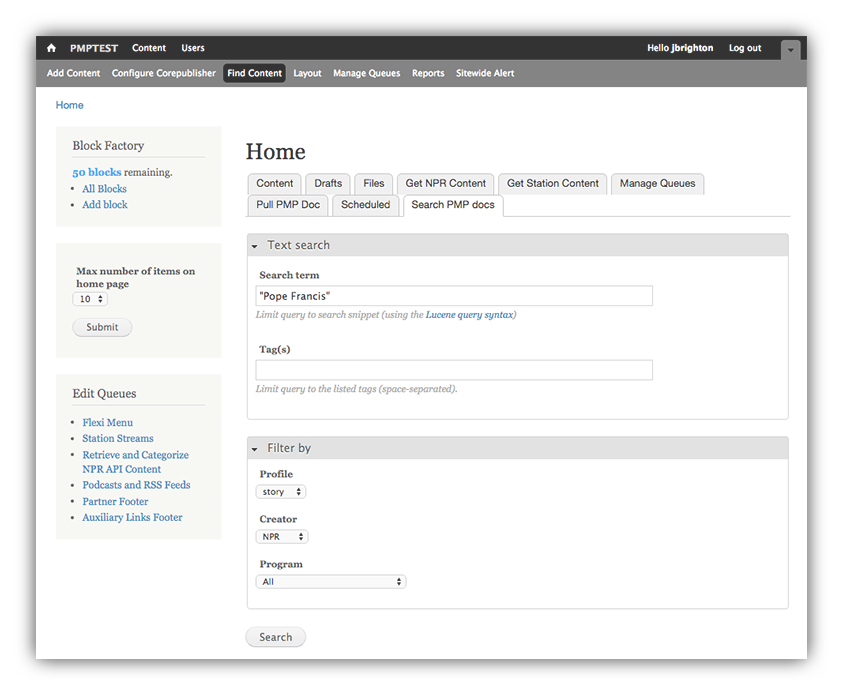 PMPTEST Content Users Hello jbrighton Log out
Add Content Configure Corepublisher Find Content Layout Manage Queues Reports Sitewide Alert
Home
Block Factory
50 blocks remaining.
All Blocks
Add block
Max number of items on
home page
10
Submit
Edit Queues
Flexi Menu
Station Streams
Retrieve and Categorize
NPR API Content
Podcasts and RSS Feeds
Partner Footer
Auxiliary Links Footer
Home
Content Drafts Files Get NPR Content Get Station Content Manage Queues
Pull PMP Doc Scheduled Search PMP docs
Text search
Search term
"Pope Francis"
Limit query to search snippet (using the Lucene query syntax)
Tag(s)
Limit query to the listed tags (space-separated).
Filter by
Profile
story
Creator
NPR
Program
All
Search